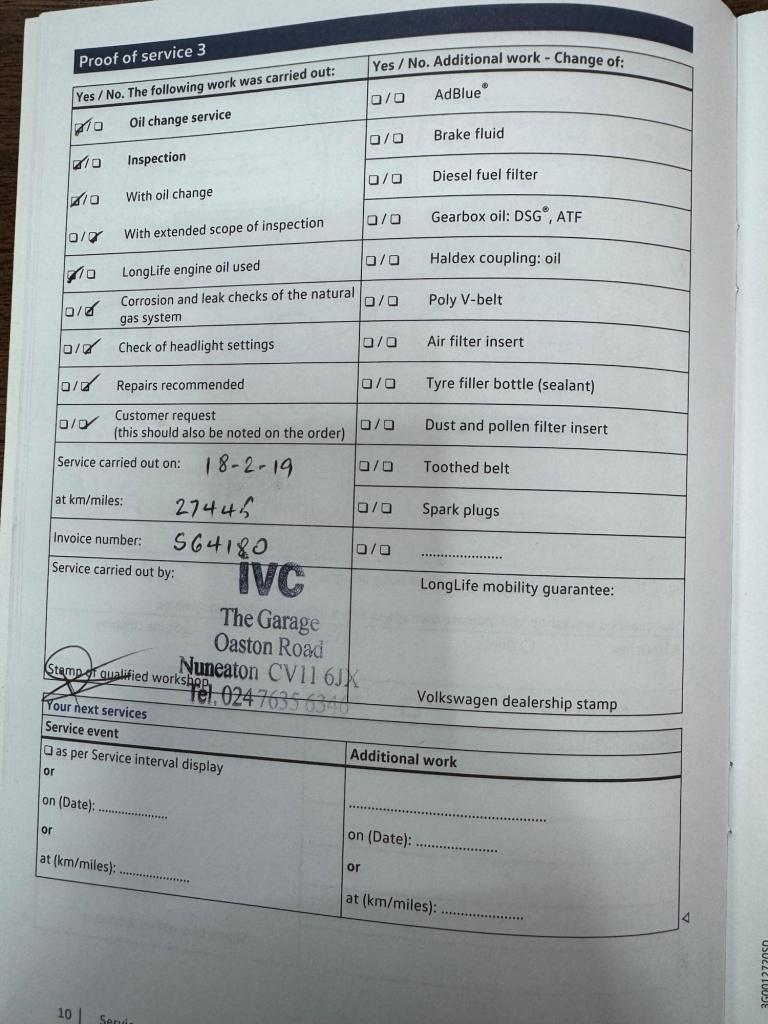 Proof of service 3
Yes / No. The following work was carried out:
Oil change service
Inspection
With oil change
With extended scope of inspection
LongLife engine oil used
Corrosion and leak checks of the natural
gas system
Check of headlight settings
Repairs recommended
Customer request
(this should also be noted on the order)
Service carried out on: 18-2-19
at km/miles: 27445
Invoice number: S64180
Service carried out by:
IVC
The Garage
Oaston Road
Nuneaton CV11 6JX
Tel. 024 7635 6346
Stamp of qualified workshop
Yes / No. Additional work - Change of:
AdBlue®
Brake fluid
Diesel fuel filter
Gearbox oil: DSG®, ATF
Haldex coupling: oil
Poly V-belt
Air filter insert
Tyre filler bottle (sealant)
Dust and pollen filter insert
Toothed belt
Spark plugs
LongLife mobility guarantee:
Volkswagen dealership stamp
Your next services
Service event
as per Service interval display
or
on (Date):
or
at (km/miles):
Additional work
on (Date):
or
at (km/miles):
10
3G0012720SD